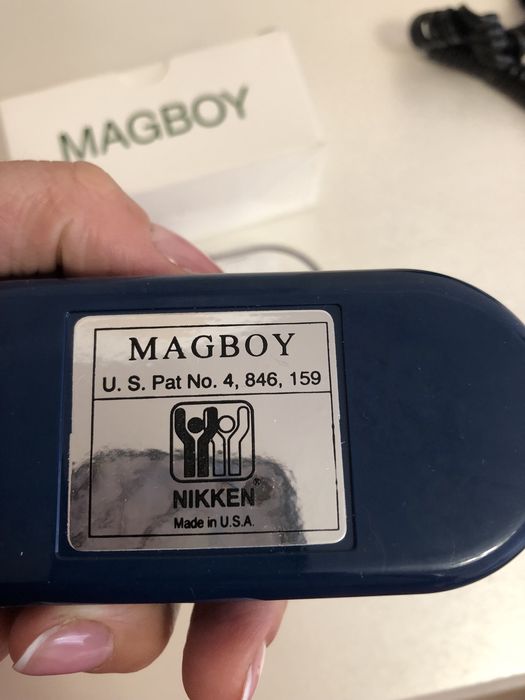 MAGBOY
MAGBOY
U. S. Pat No. 4, 846, 159
NIKKEN®
Made in U.S.A.